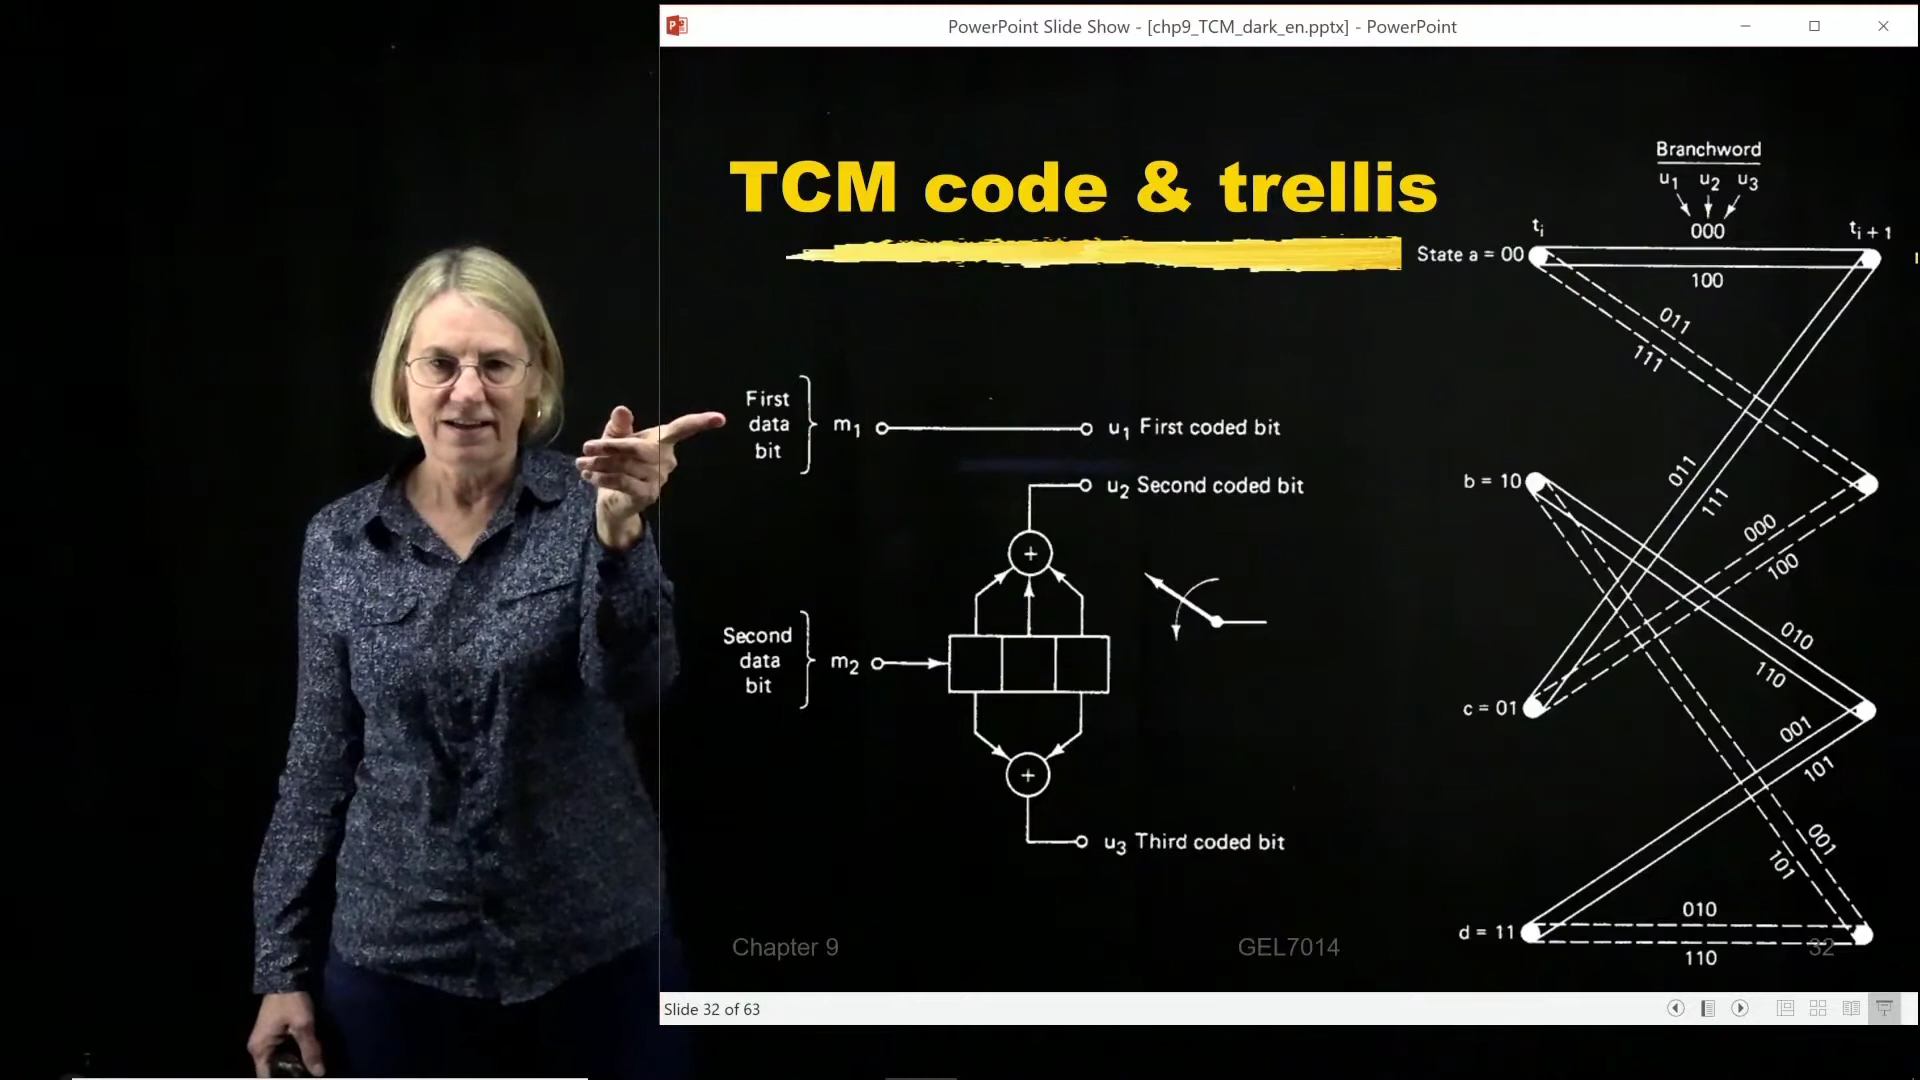 PowerPoint Slide Show - [chp9_TCM_dark_en.pptx] - PowerPoint
TCM code & trellis
Branchword
u1 u2 u3
ti
000
ti + 1
State a = 00
100
011
111
First
data
bit
m1
u1 First coded bit
u2 Second coded bit
b = 10
011
111
000
100
+
Second
data
bit
m2
010
110
c = 01
001
101
+
u3 Third coded bit
001
101
010
d = 11
110
Chapter 9
GEL7014
32
Slide 32 of 63